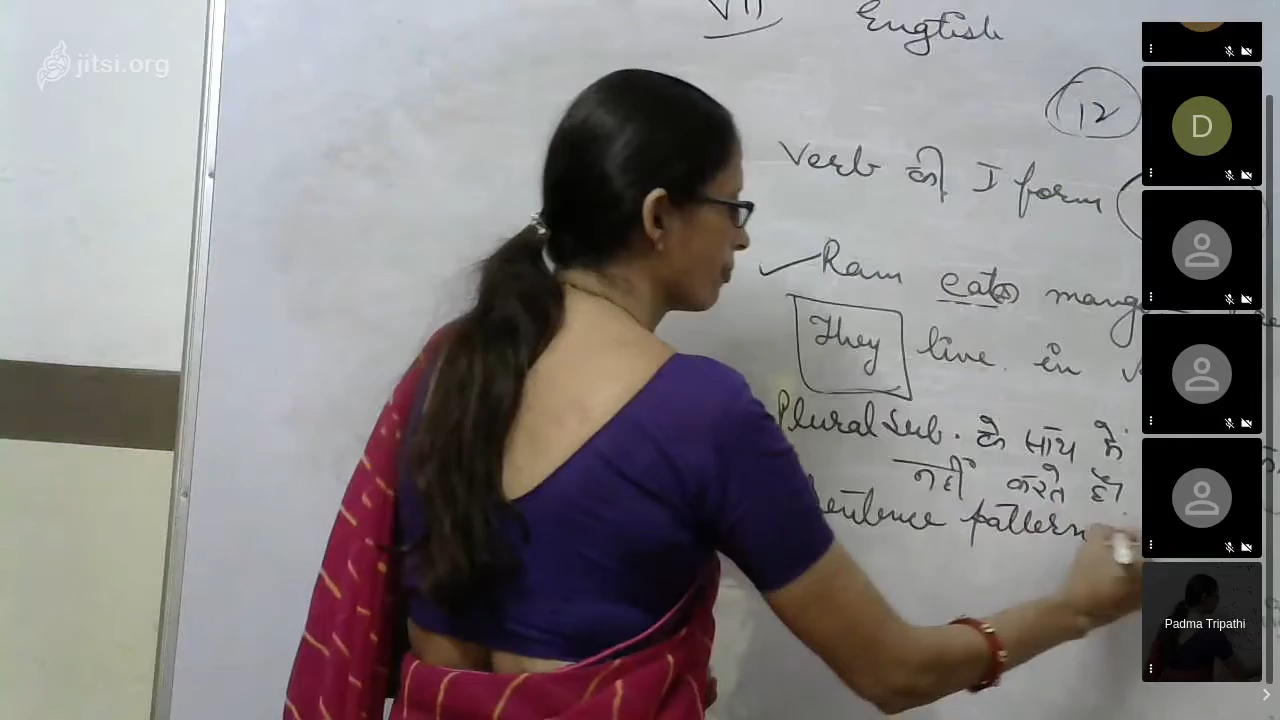 jitsi.org
VII English
12
Verb की I form
Ram eats
They live in
Plural Sub. के साथ में
नहीं करते हैं।
Sentence pattern
D
Padma Tripathi